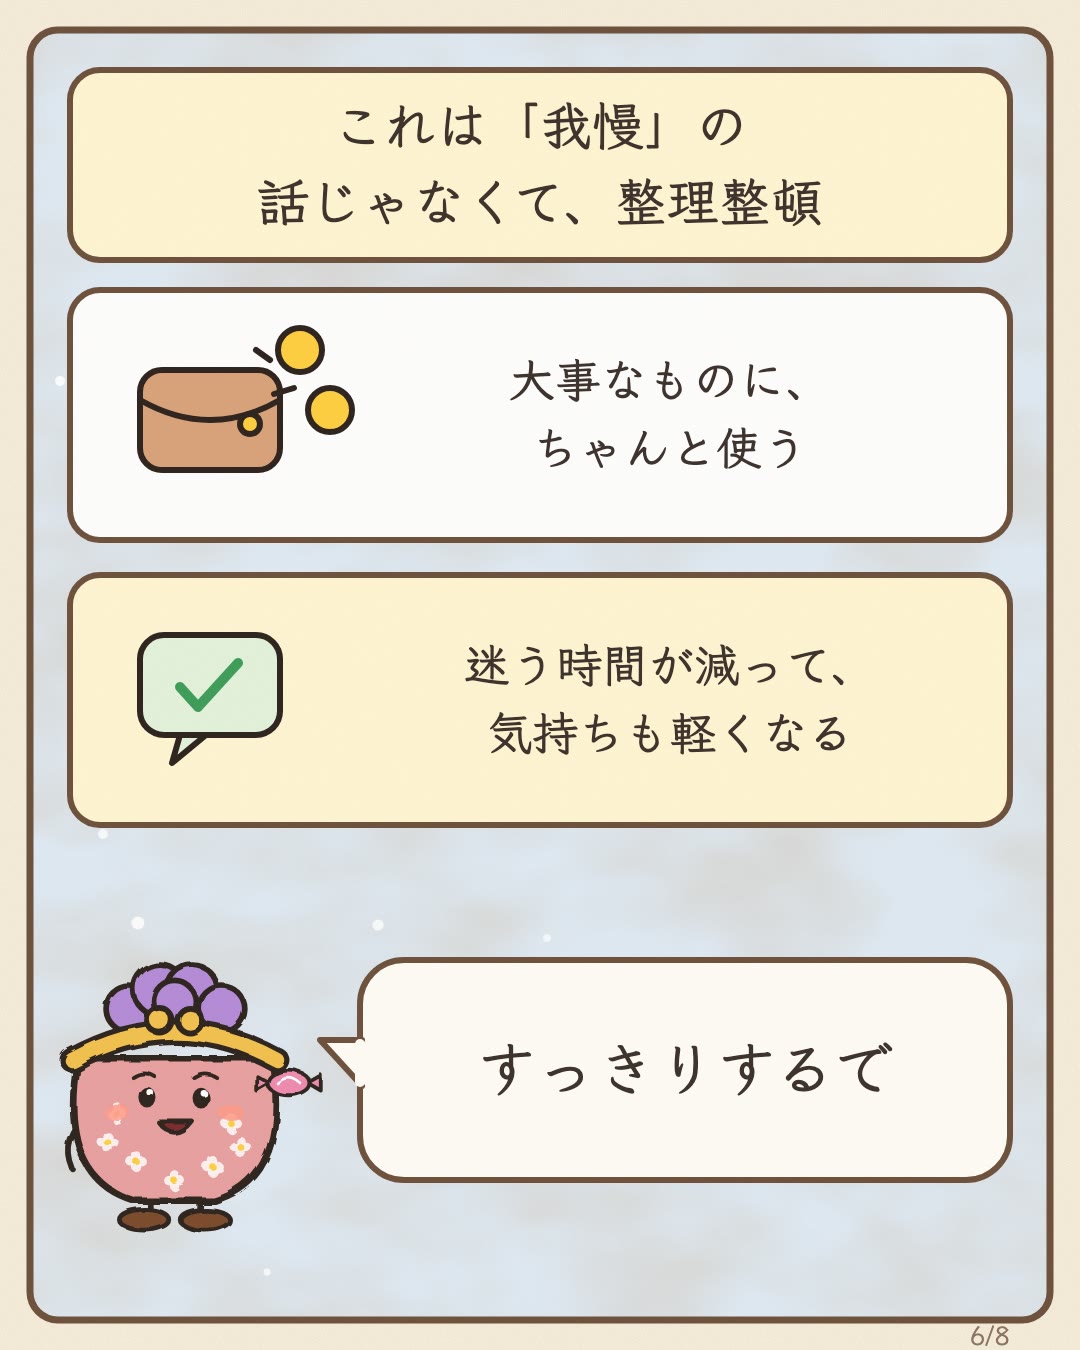 これは「我慢」の
話じゃなくて、整理整頓
大事なものに、
ちゃんと使う
迷う時間が減って、
気持ちも軽くなる
すっきりするで
6/8